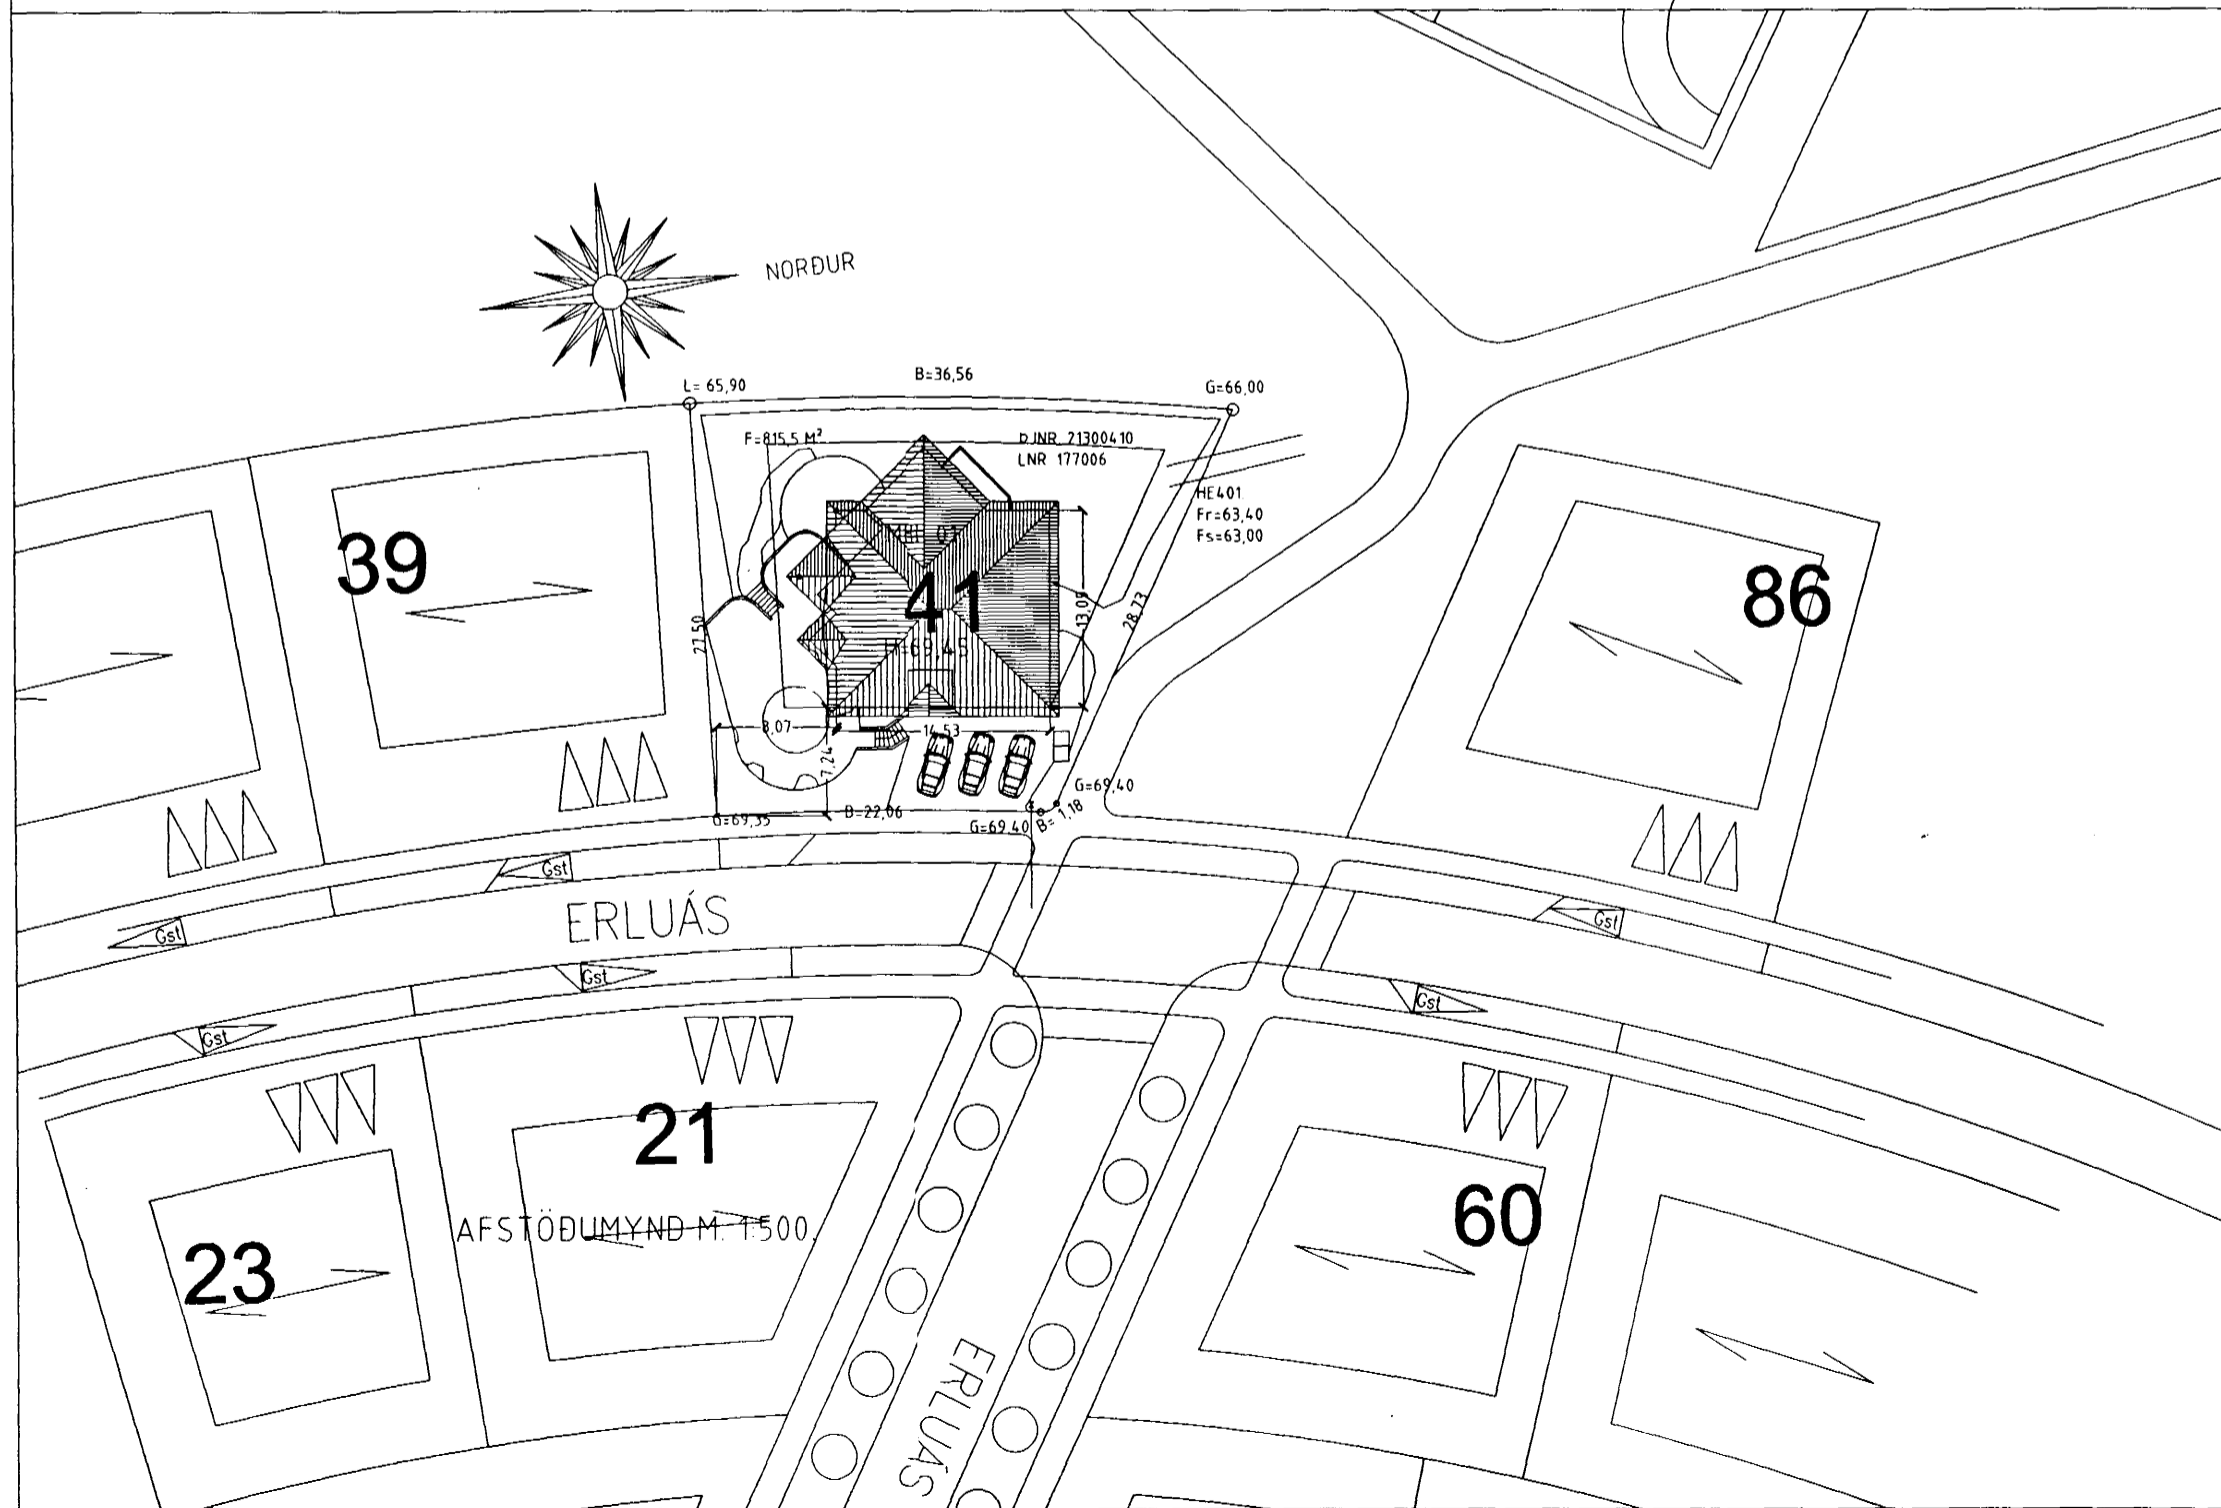 NORÐUR
L= 65,90
B=36,56
G=66,00
F=815,5 M²
ÞJNR 21300410
LNR 177006
HE401
Fr=63,40
Fs=63,00
39
41
86
27,50
13,09
28,73
8,07
14,53
7,24
G=69,40
G=69,35
B=22,06
G=69,40
B= 1,18
Gst
ERLUÁS
Gst
Gst
Gst
Gst
Gst
21
AFSTÖÐUMYND M. 1:500.
60
23
ERLUÁS